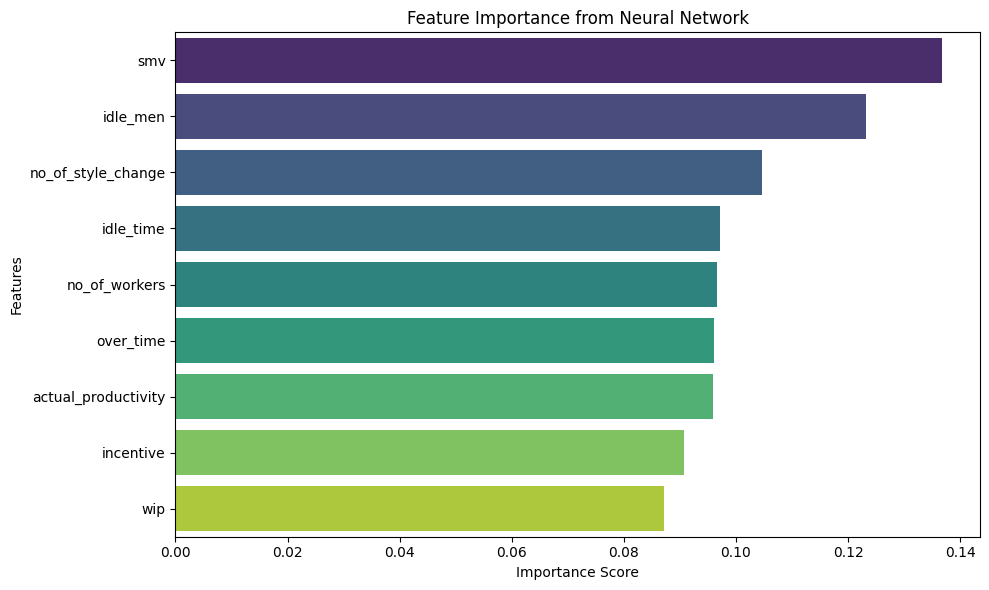 Feature Importance from Neural Network
Features
smv
idle_men
no_of_style_change
idle_time
no_of_workers
over_time
actual_productivity
incentive
wip
0.00 0.02 0.04 0.06 0.08 0.10 0.12 0.14
Importance Score